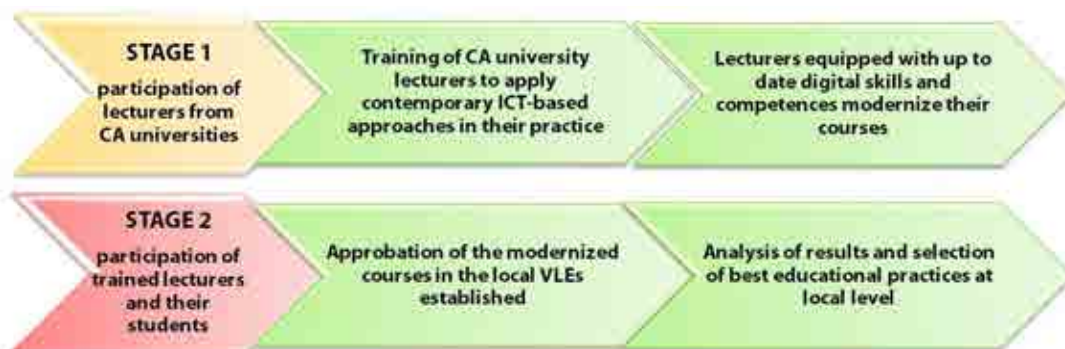 STAGE 1
participation of
lecturers from
CA universities
Training of CA university
lecturers to apply
contemporary ICT-based
approaches in their practice
Lecturers equipped with up to
date digital skills and
competences modernize their
courses
STAGE 2
participation of
trained lecturers
and their
students
Approbation of the modernized
courses in the local VLEs
established
Analysis of results and selection
of best educational practices at
local level